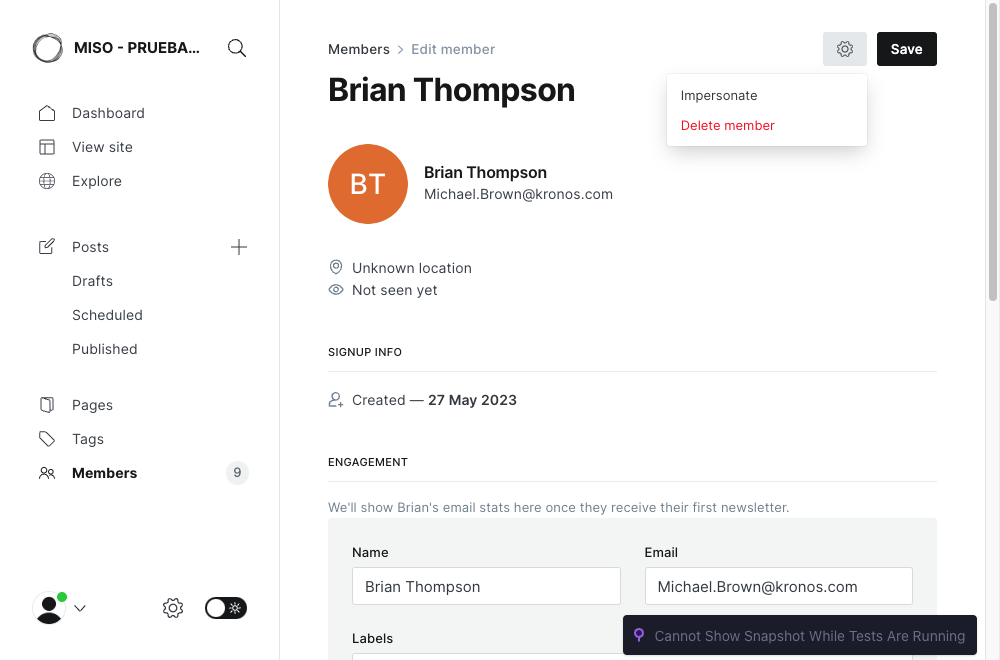 MISO - PRUEBA...
Dashboard
View site
Explore
Posts
Drafts
Scheduled
Published
Pages
Tags
Members
9
Members > Edit member
Save
Impersonate
Delete member
Brian Thompson
BT
Brian Thompson
Michael.Brown@kronos.com
Unknown location
Not seen yet
SIGNUP INFO
Created — 27 May 2023
ENGAGEMENT
We'll show Brian's email stats here once they receive their first newsletter.
Name
Email
Brian Thompson
Michael.Brown@kronos.com
Labels
Cannot Show Snapshot While Tests Are Running